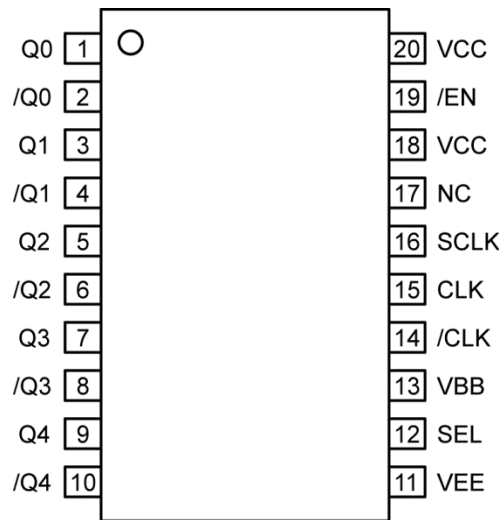 Q0 1 20 VCC
/Q0 2 19 /EN
Q1 3 18 VCC
/Q1 4 17 NC
Q2 5 16 SCLK
/Q2 6 15 CLK
Q3 7 14 /CLK
/Q3 8 13 VBB
Q4 9 12 SEL
/Q4 10 11 VEE